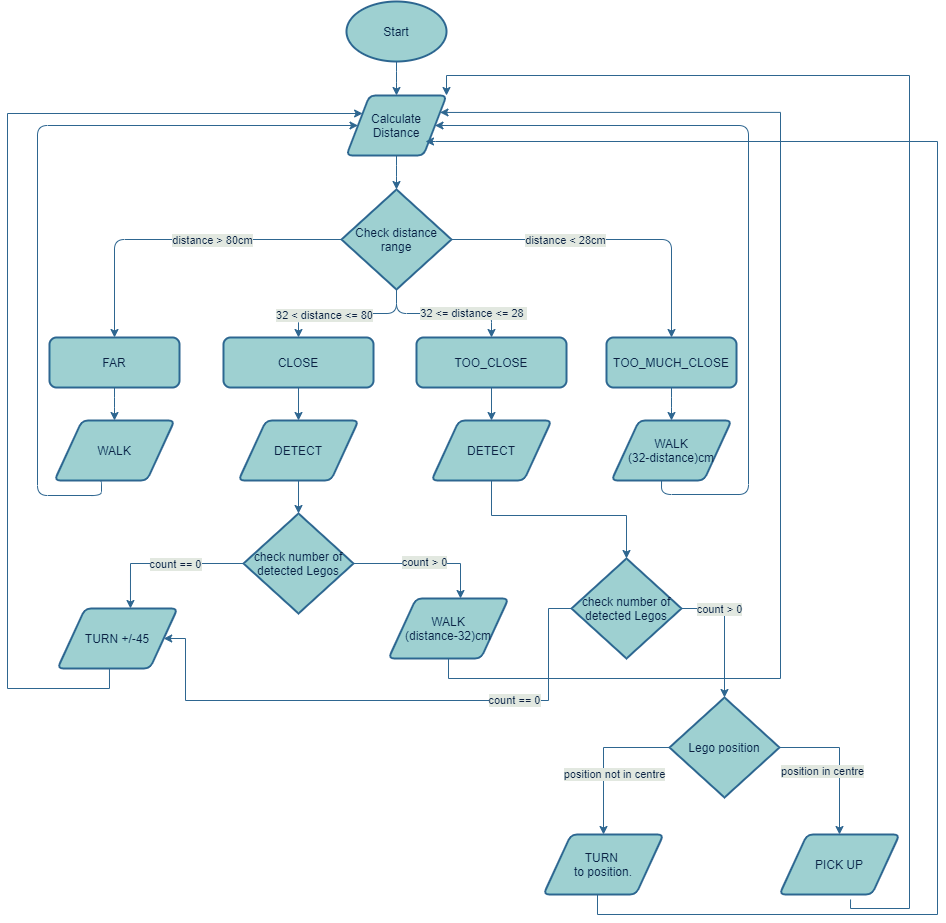 Start
Calculate
Distance
Check distance
range
distance > 80cm
distance < 28cm
32 < distance <= 80
32 <= distance <= 28
FAR
CLOSE
TOO_CLOSE
TOO_MUCH_CLOSE
WALK
DETECT
DETECT
WALK
(32-distance)cm
check number of
detected Legos
count == 0
count > 0
check number of
detected Legos
count > 0
TURN +/-45
WALK
(distance-32)cm
count == 0
Lego position
position not in centre
position in centre
TURN
to position.
PICK UP